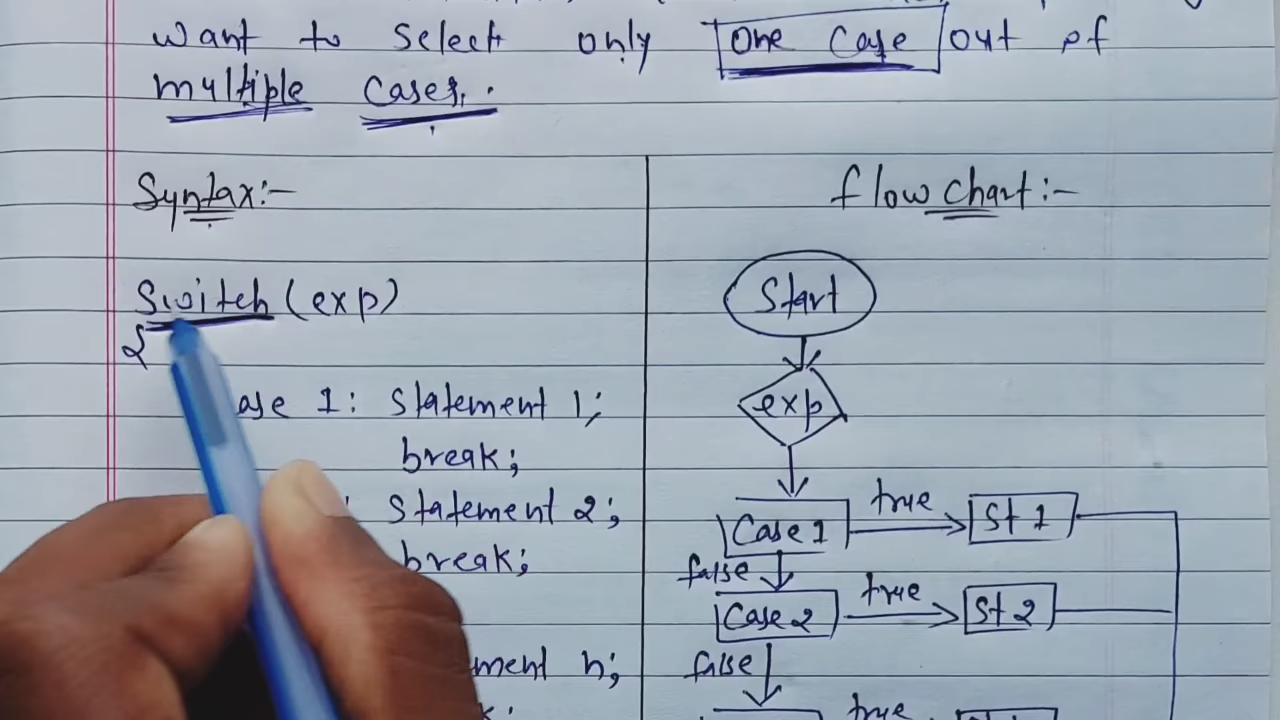 want to select only one case out of
multiple cases.
Syntax:-
Switch (exp)
{
ase 1: statement 1;
break;
: statement 2;
break;
ment n;
k;
flow chart:-
Start
exp
Case 1 true St 1
false
Case 2 true St 2
false
true